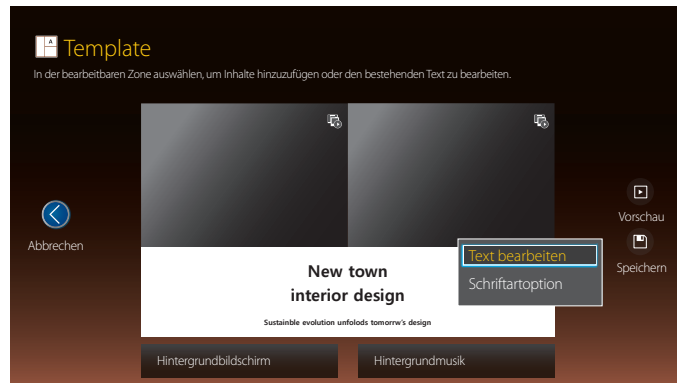 Template
In der bearbeitbaren Zone auswählen, um Inhalte hinzuzufügen oder den bestehenden Text zu bearbeiten.
Abbrechen
Vorschau
Speichern
Text bearbeiten
Schriftartoption
New town
interior design
Sustainble evolution unfolods tomorrw's design
Hintergrundbildschirm
Hintergrundmusik